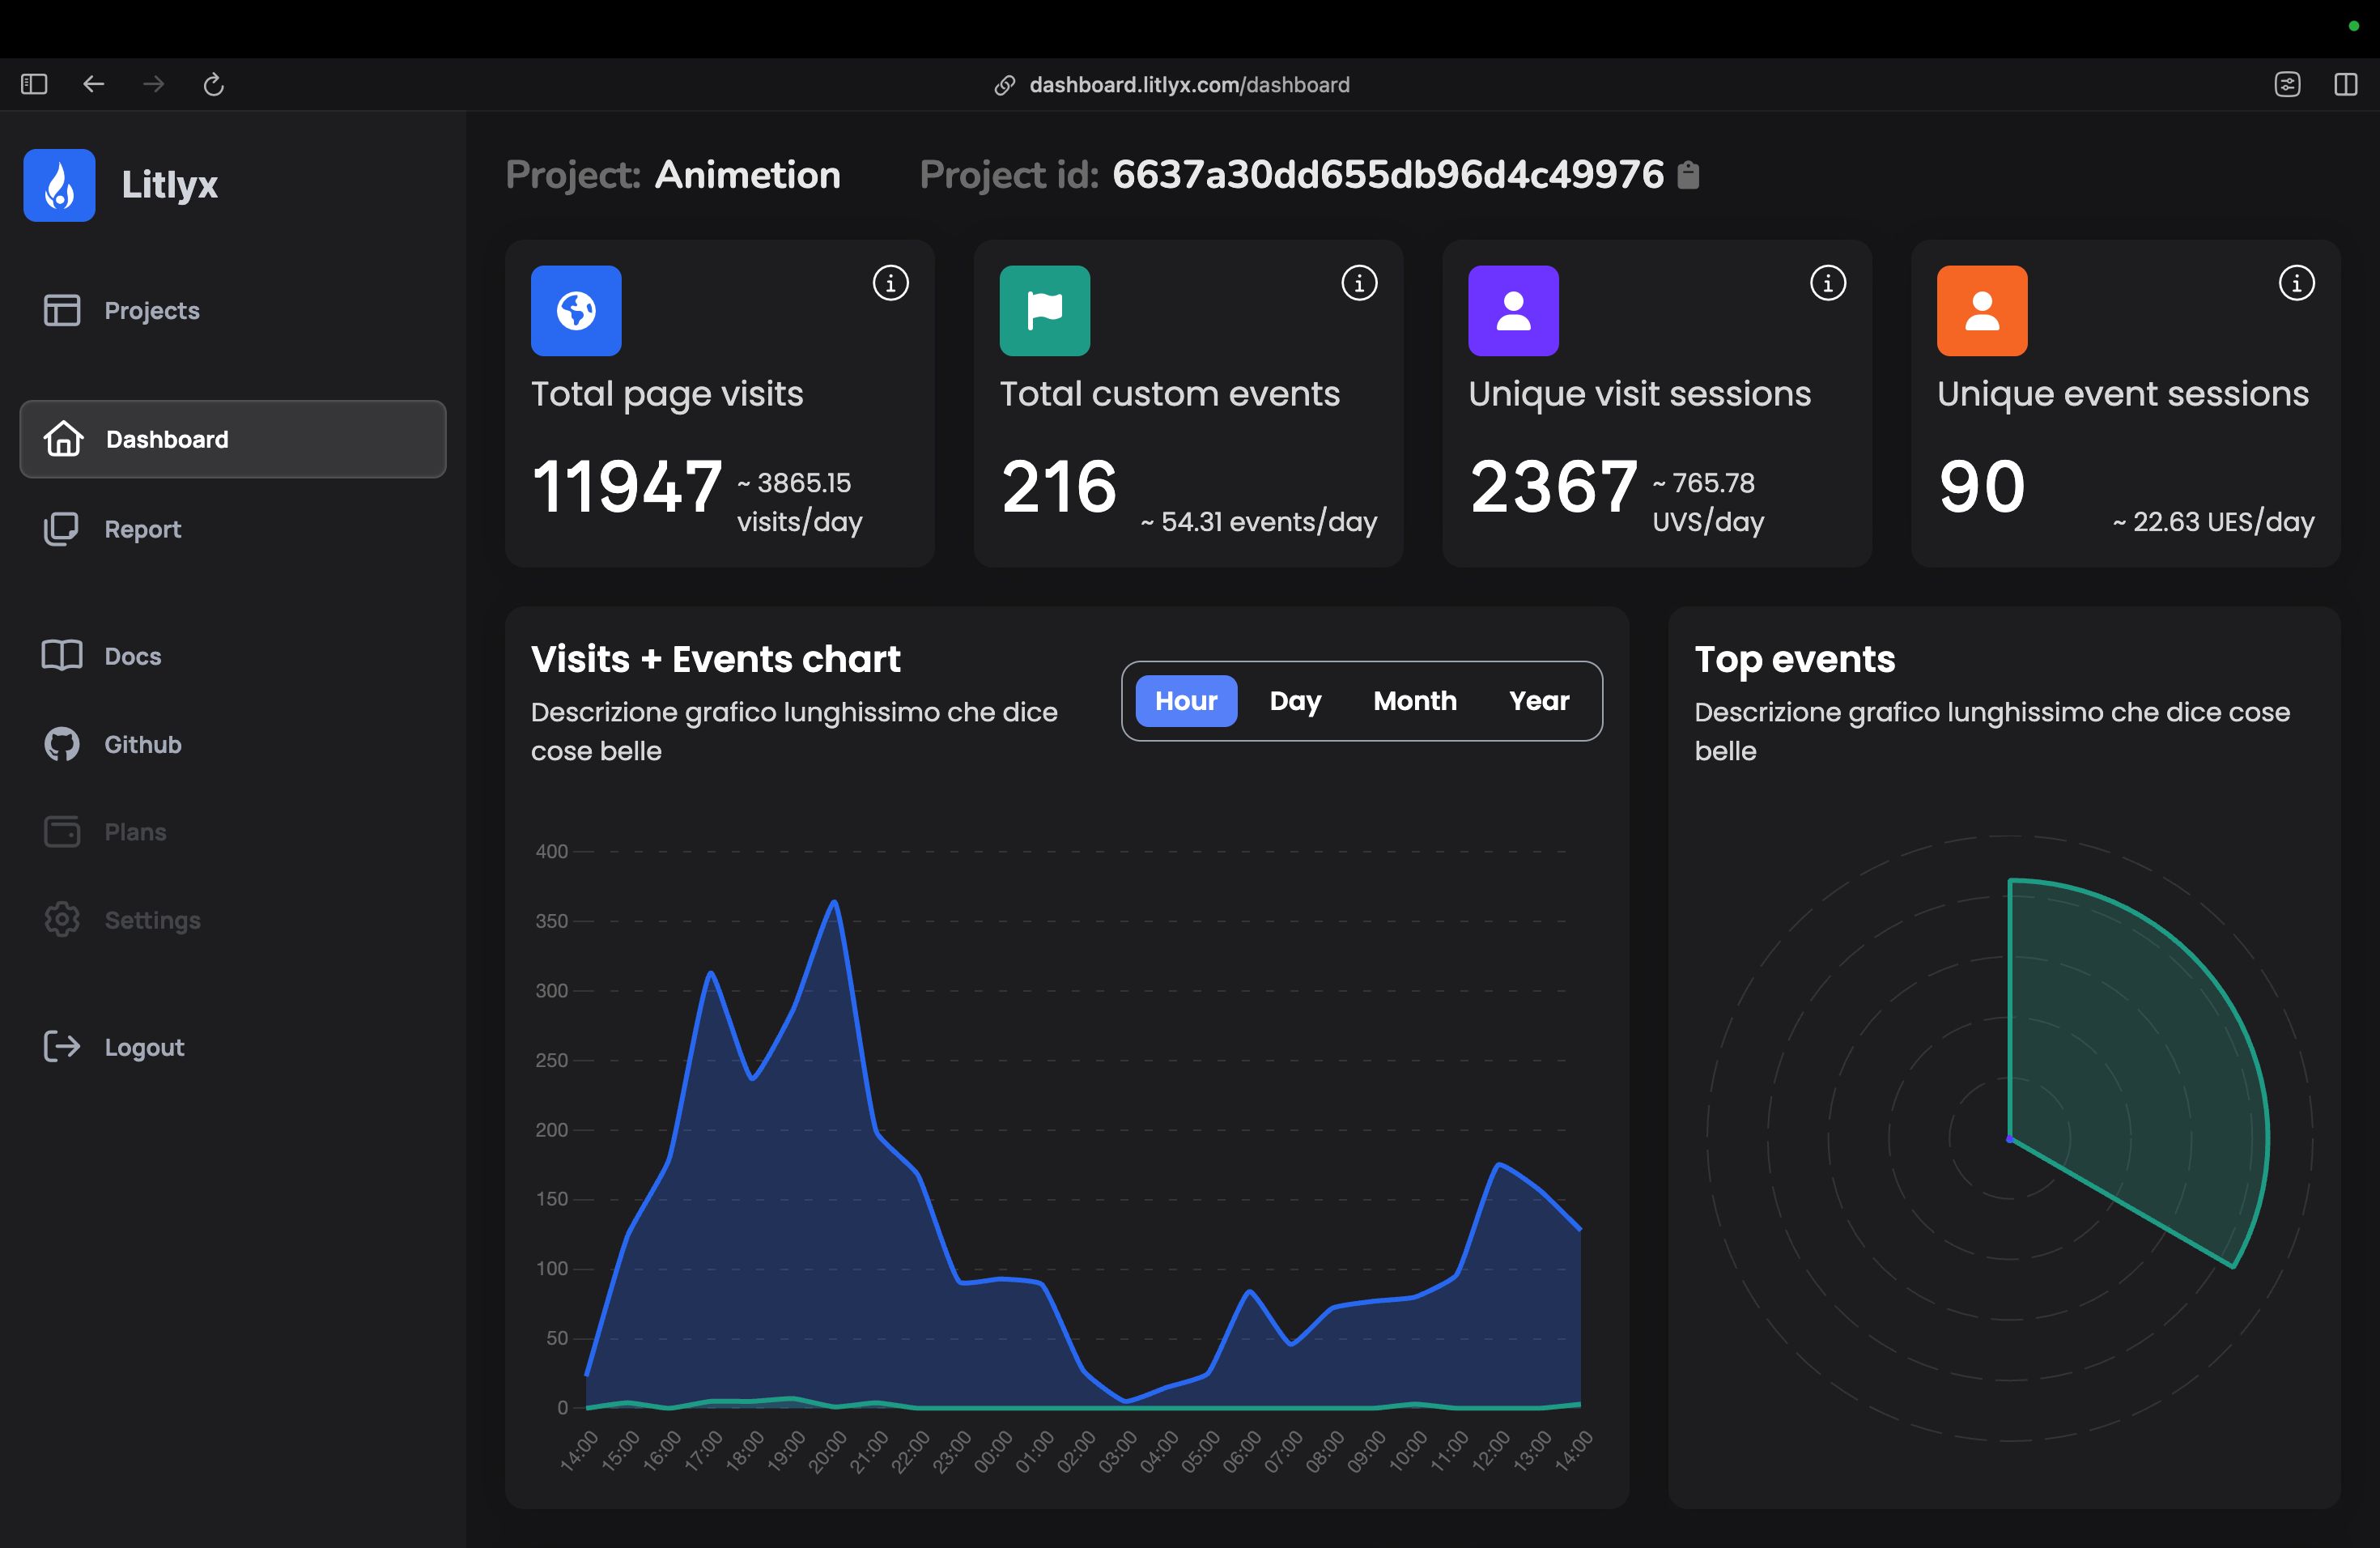 dashboard.litlyx.com/dashboard
Litlyx
Projects
Dashboard
Report
Docs
Github
Plans
Settings
Logout
Project: Animetion
Project id: 6637a30dd655db96d4c49976
Total page visits
11947 ~ 3865.15
visits/day
Total custom events
216
~ 54.31 events/day
Unique visit sessions
2367 ~ 765.78
UVS/day
Unique event sessions
90
~ 22.63 UES/day
Visits + Events chart
Descrizione grafico lunghissimo che dice
cose belle
Hour Day Month Year
400
350
300
250
200
150
100
50
0
14:00 15:00 16:00 17:00 18:00 19:00 20:00 21:00 22:00 23:00 00:00 01:00 02:00 03:00 04:00 05:00 06:00 07:00 08:00 09:00 10:00 11:00 12:00 13:00 14:00
Top events
Descrizione grafico lunghissimo che dice cose
belle